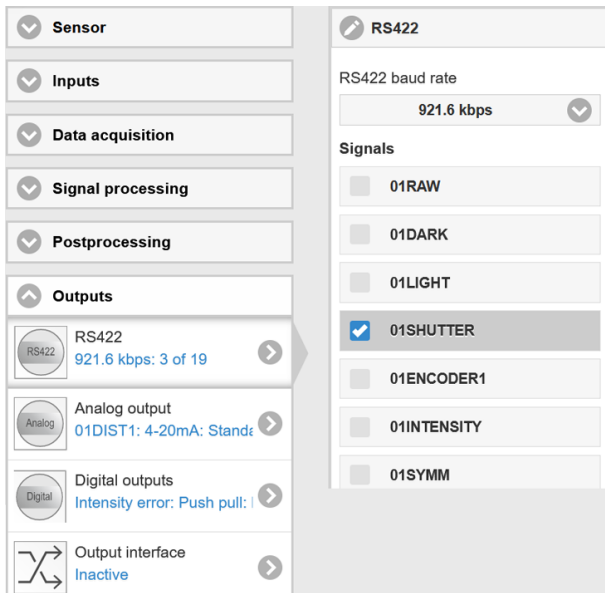 Sensor
Inputs
Data acquisition
Signal processing
Postprocessing
Outputs
RS422
RS422
921.6 kbps: 3 of 19
Analog
Analog output
01DIST1: 4-20mA: Standa
Digital
Digital outputs
Intensity error: Push pull:
Output interface
Inactive
RS422
RS422 baud rate
921.6 kbps
Signals
01RAW
01DARK
01LIGHT
01SHUTTER
01ENCODER1
01INTENSITY
01SYMM